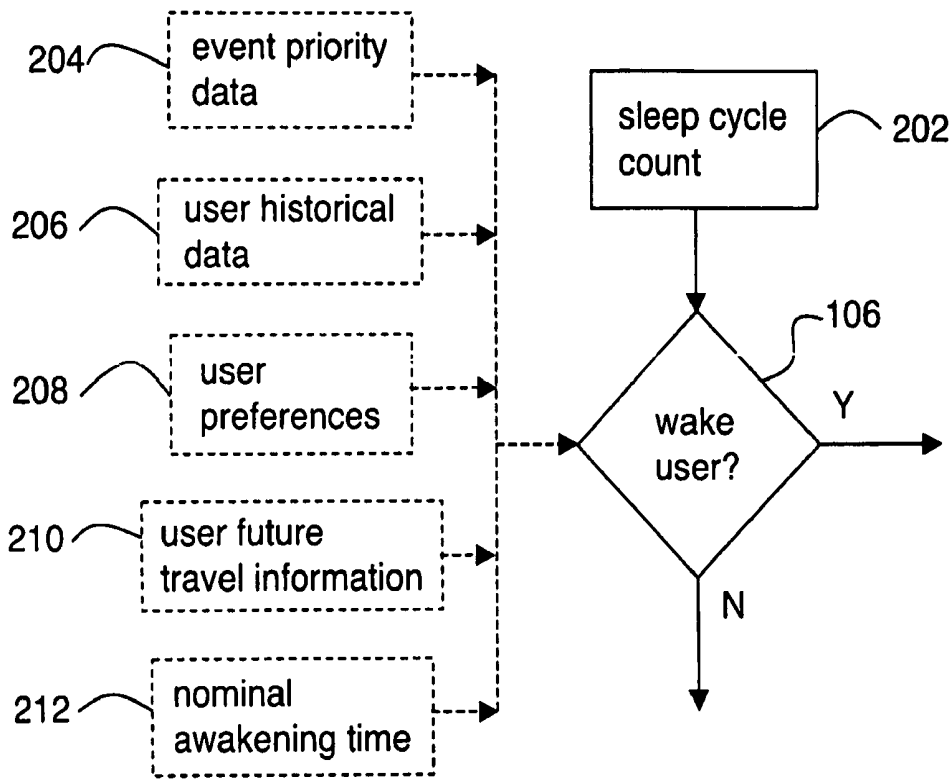 204
event priority
data
206
user historical
data
208
user
preferences
210
user future
travel information
212
nominal
awakening time
sleep cycle
count
202
106
wake
user?
Y
N